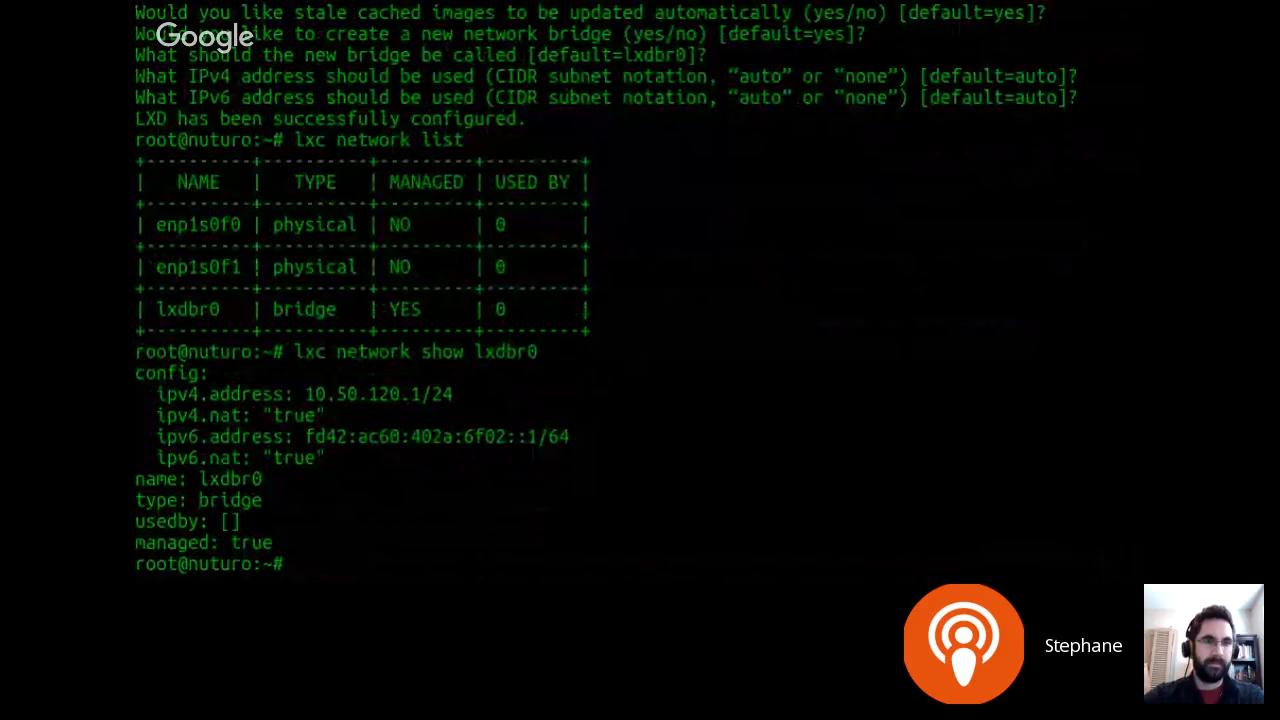 Would you like stale cached images to be updated automatically (yes/no) [default=yes]?
Would you like to create a new network bridge (yes/no) [default=yes]?
Google
What should the new bridge be called [default=lxdbr0]?
What IPv4 address should be used (CIDR subnet notation, “auto” or “none”) [default=auto]?
What IPv6 address should be used (CIDR subnet notation, “auto” or “none”) [default=auto]?
LXD has been successfully configured.
root@nuturo:~# lxc network list
+----------+----------+---------+---------+
|   NAME   |   TYPE   | MANAGED | USED BY |
+----------+----------+---------+---------+
| enp1s0f0 | physical | NO      | 0       |
+----------+----------+---------+---------+
| enp1s0f1 | physical | NO      | 0       |
+----------+----------+---------+---------+
| lxdbr0   | bridge   | YES     | 0       |
+----------+----------+---------+---------+
root@nuturo:~# lxc network show lxdbr0
config:
  ipv4.address: 10.50.120.1/24
  ipv4.nat: "true"
  ipv6.address: fd42:ac60:402a:6f02::1/64
  ipv6.nat: "true"
name: lxdbr0
type: bridge
usedby: []
managed: true
root@nuturo:~#
Stephane